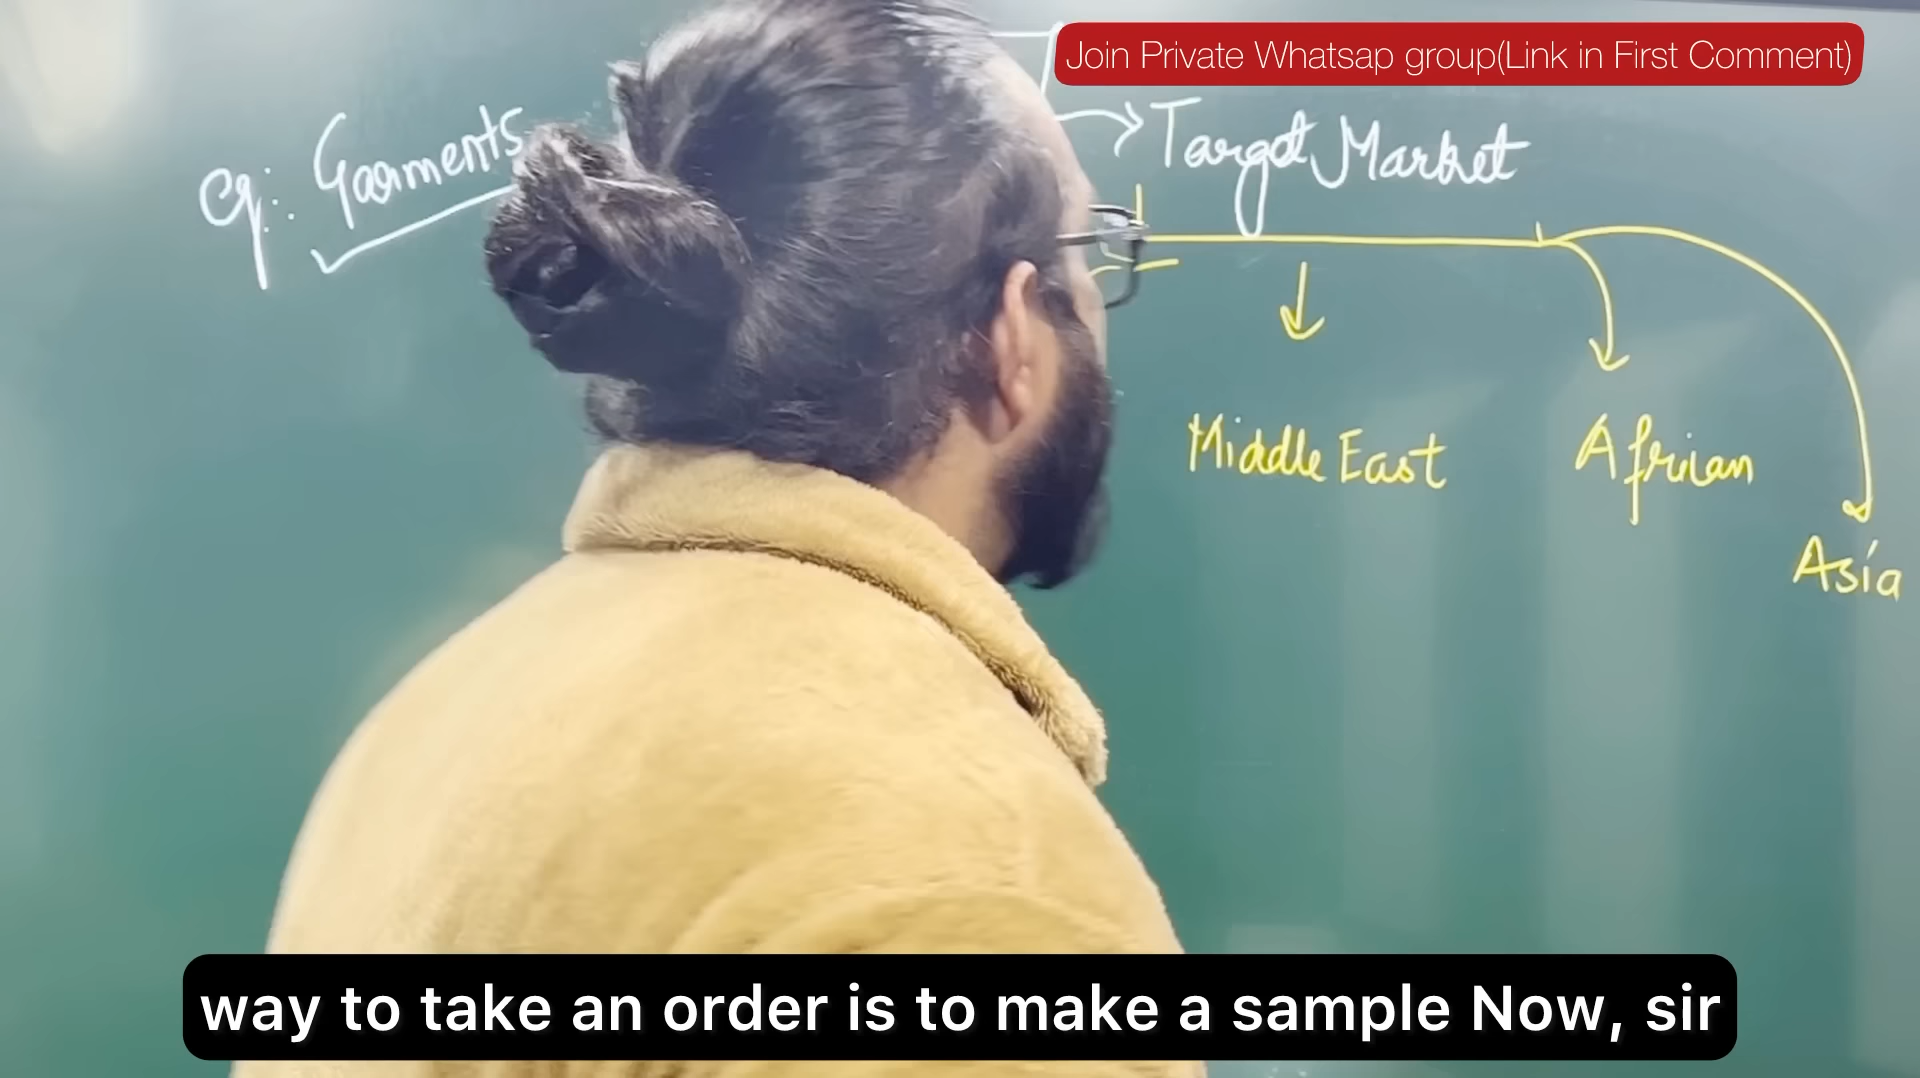 Join Private Whatsap group(Link in First Comment)
eg:. Garments
Target Market
Middle East
African
Asia
way to take an order is to make a sample Now, sir